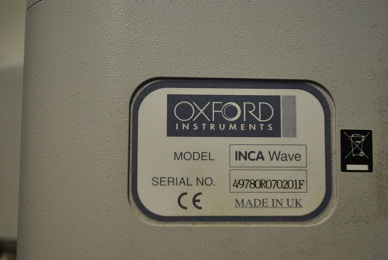 OXFORD
INSTRUMENTS
MODEL INCA Wave
SERIAL NO. 49780R070201F
CE MADE IN UK